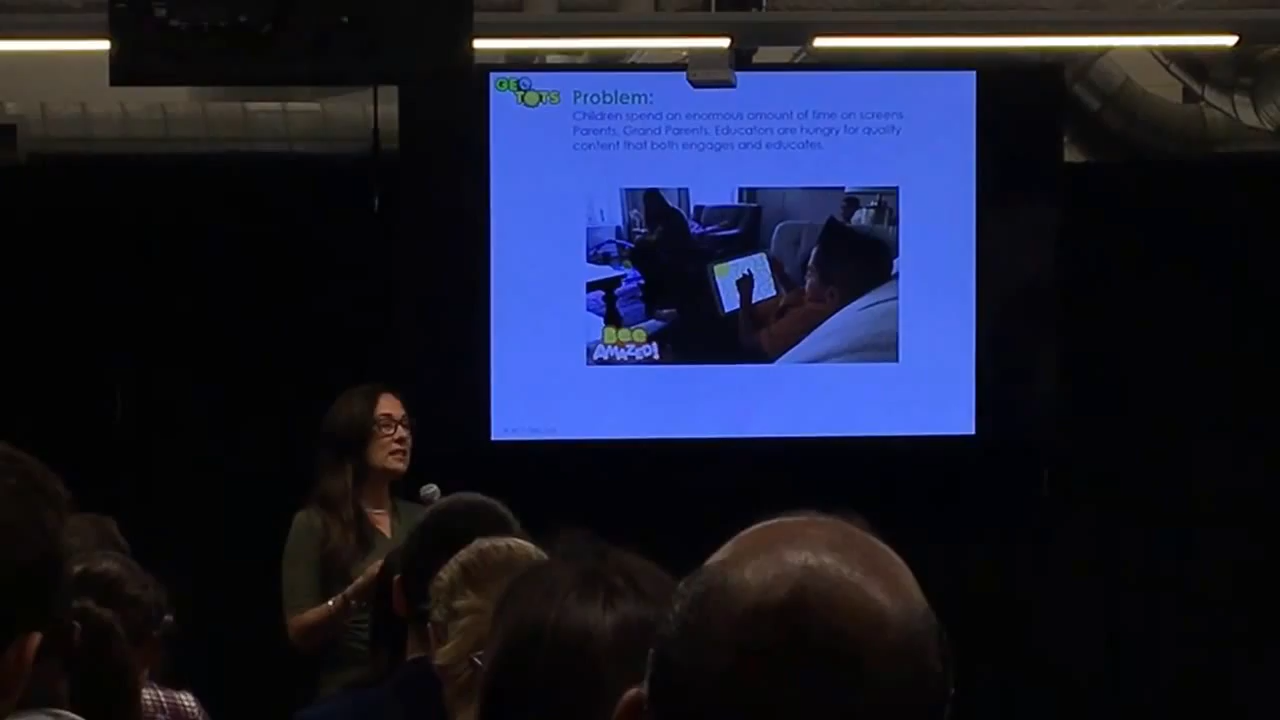 GEO
TOTS
Problem:
Children spend an enormous amount of time on screens.
Parents, Grand Parents, Educators are hungry for quality
content that both engages and educates.
Bee
AMAZED!